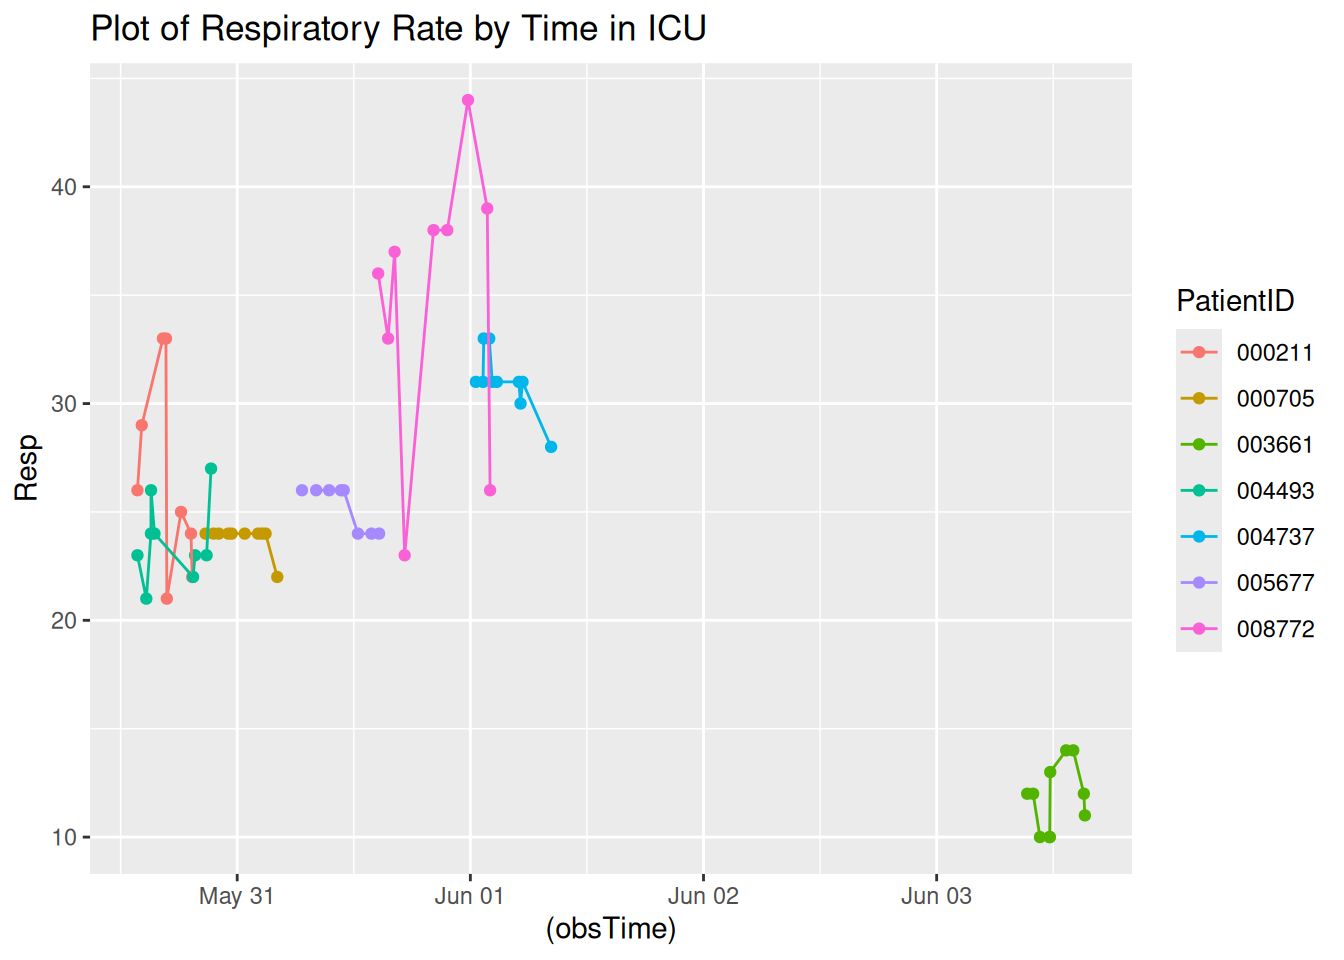 Plot of Respiratory Rate by Time in ICU
Resp
40
30
20
10
May 31
Jun 01
Jun 02
Jun 03
(obsTime)
PatientID
000211
000705
003661
004493
004737
005677
008772